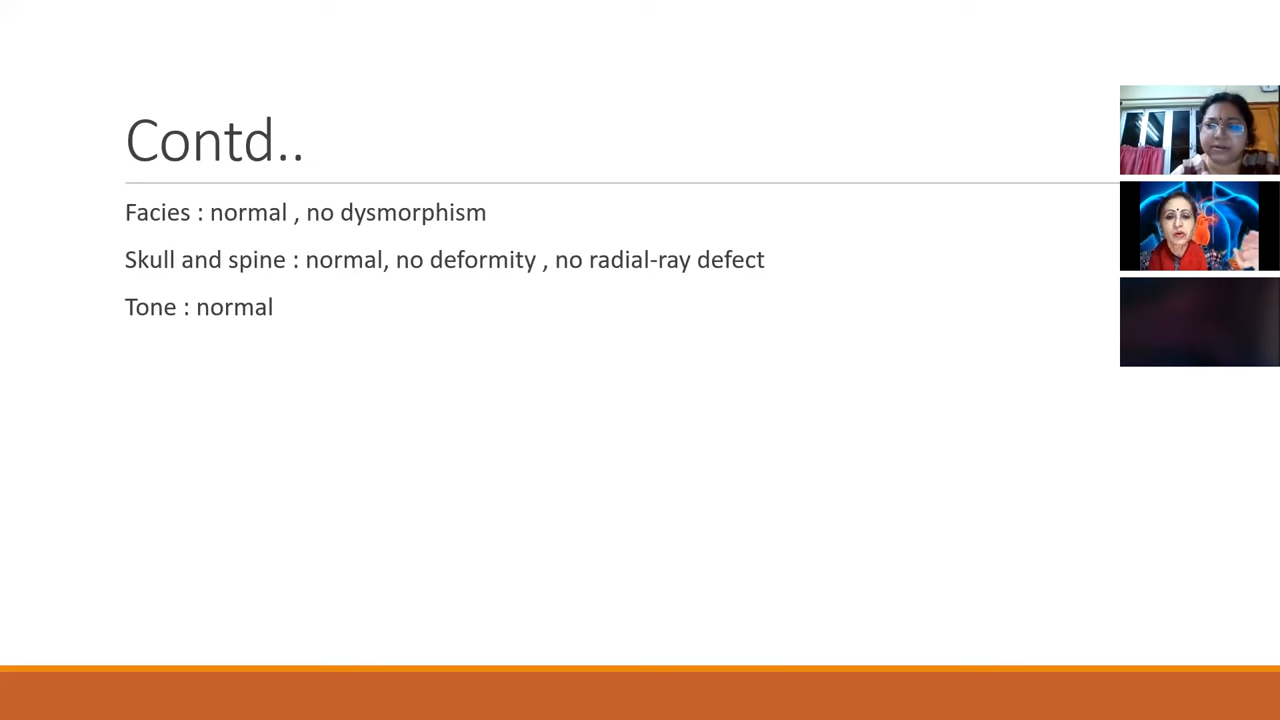 Contd..
Facies : normal , no dysmorphism
Skull and spine : normal, no deformity , no radial-ray defect
Tone : normal